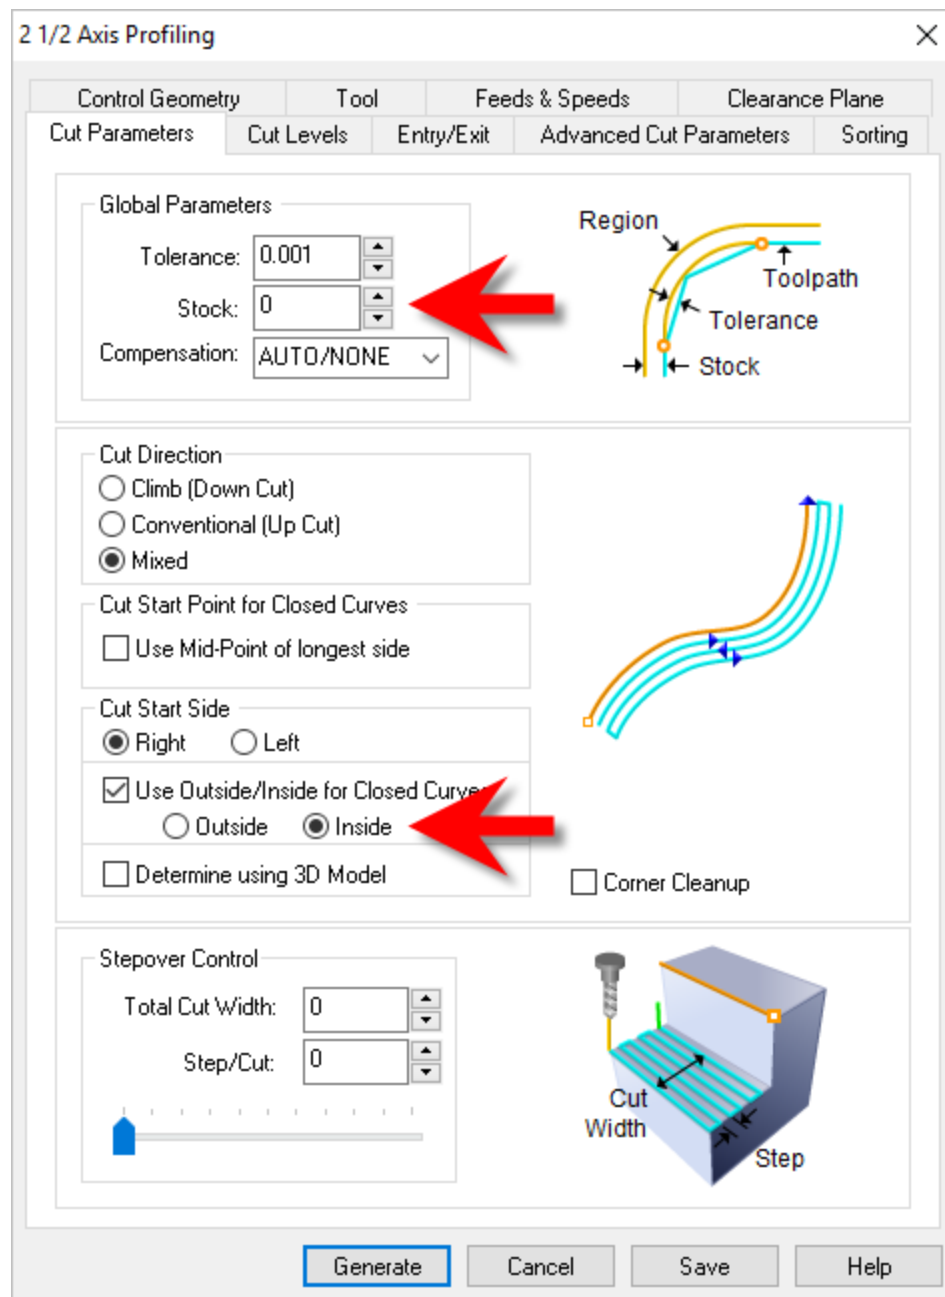 2 1/2 Axis Profiling
Control Geometry Tool Feeds & Speeds Clearance Plane
Cut Parameters Cut Levels Entry/Exit Advanced Cut Parameters Sorting
Global Parameters
Tolerance: 0.001
Stock: 0
Compensation: AUTO/NONE
Region
Toolpath
Tolerance
Stock
Cut Direction
Climb (Down Cut)
Conventional (Up Cut)
Mixed
Cut Start Point for Closed Curves
Use Mid-Point of longest side
Cut Start Side
Right Left
Use Outside/Inside for Closed Curves
Outside Inside
Determine using 3D Model
Corner Cleanup
Stepover Control
Total Cut Width: 0
Step/Cut: 0
Cut
Width
Step
Generate Cancel Save Help